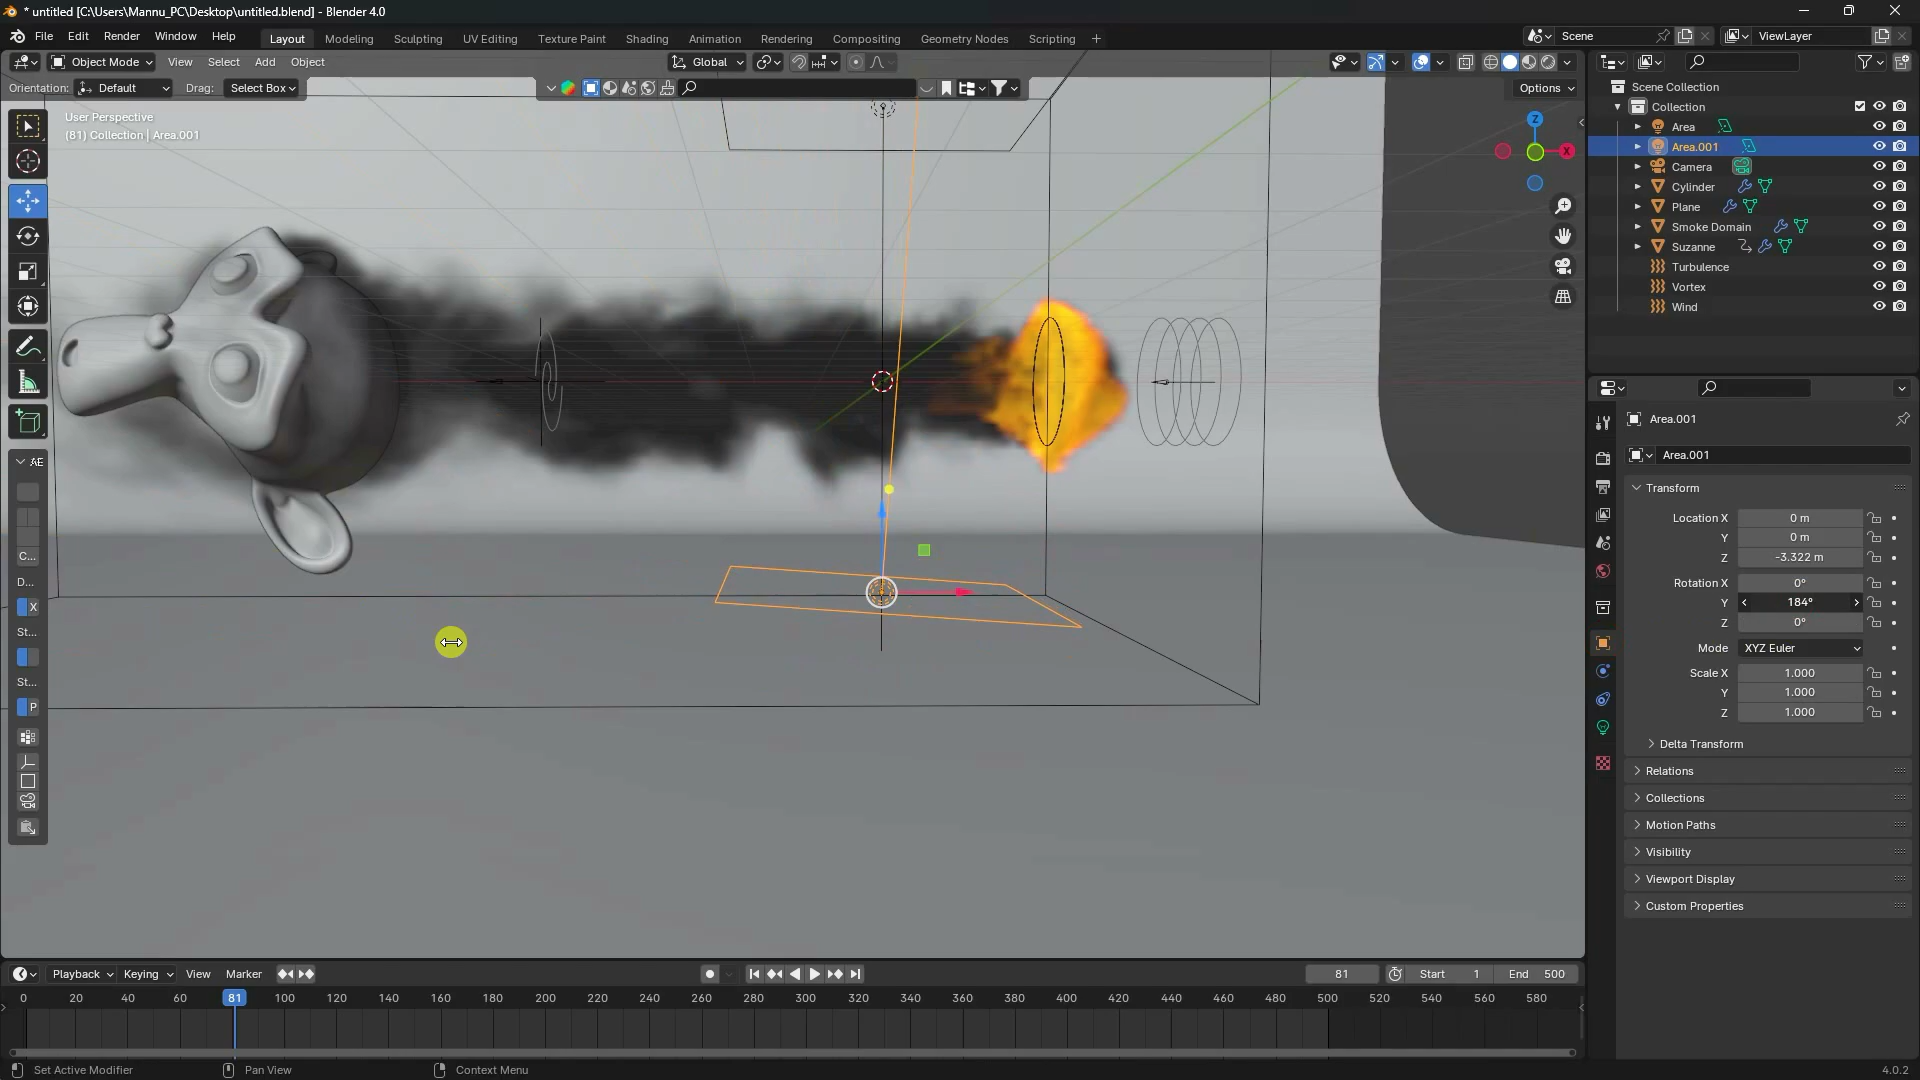 * untitled [C:\Users\Mannu_PC\Desktop\untitled.blend] - Blender 4.0
File Edit Render Window Help Layout Modeling Sculpting UV Editing Texture Paint Shading Animation Rendering Compositing Geometry Nodes Scripting + Scene ViewLayer
Object Mode View Select Add Object Global
Orientation: Default Drag: Select Box Options
User Perspective
(81) Collection | Area.001
Z
X
Scene Collection
Collection
Area
Area.001
Camera
Cylinder
Plane
Smoke Domain
Suzanne
Turbulence
Vortex
Wind
AE
C...
D...
X
St...
St...
P
Area.001
Area.001
Transform
Location X 0 m
Y 0 m
Z -3.322 m
Rotation X 0°
Y 184°
Z 0°
Mode XYZ Euler
Scale X 1.000
Y 1.000
Z 1.000
Delta Transform
Relations
Collections
Motion Paths
Visibility
Viewport Display
Custom Properties
Playback Keying View Marker 81 Start 1 End 500
0 20 40 60 81 100 120 140 160 180 200 220 240 260 280 300 320 340 360 380 400 420 440 460 480 500 520 540 560 580
Set Active Modifier Pan View Context Menu 4.0.2